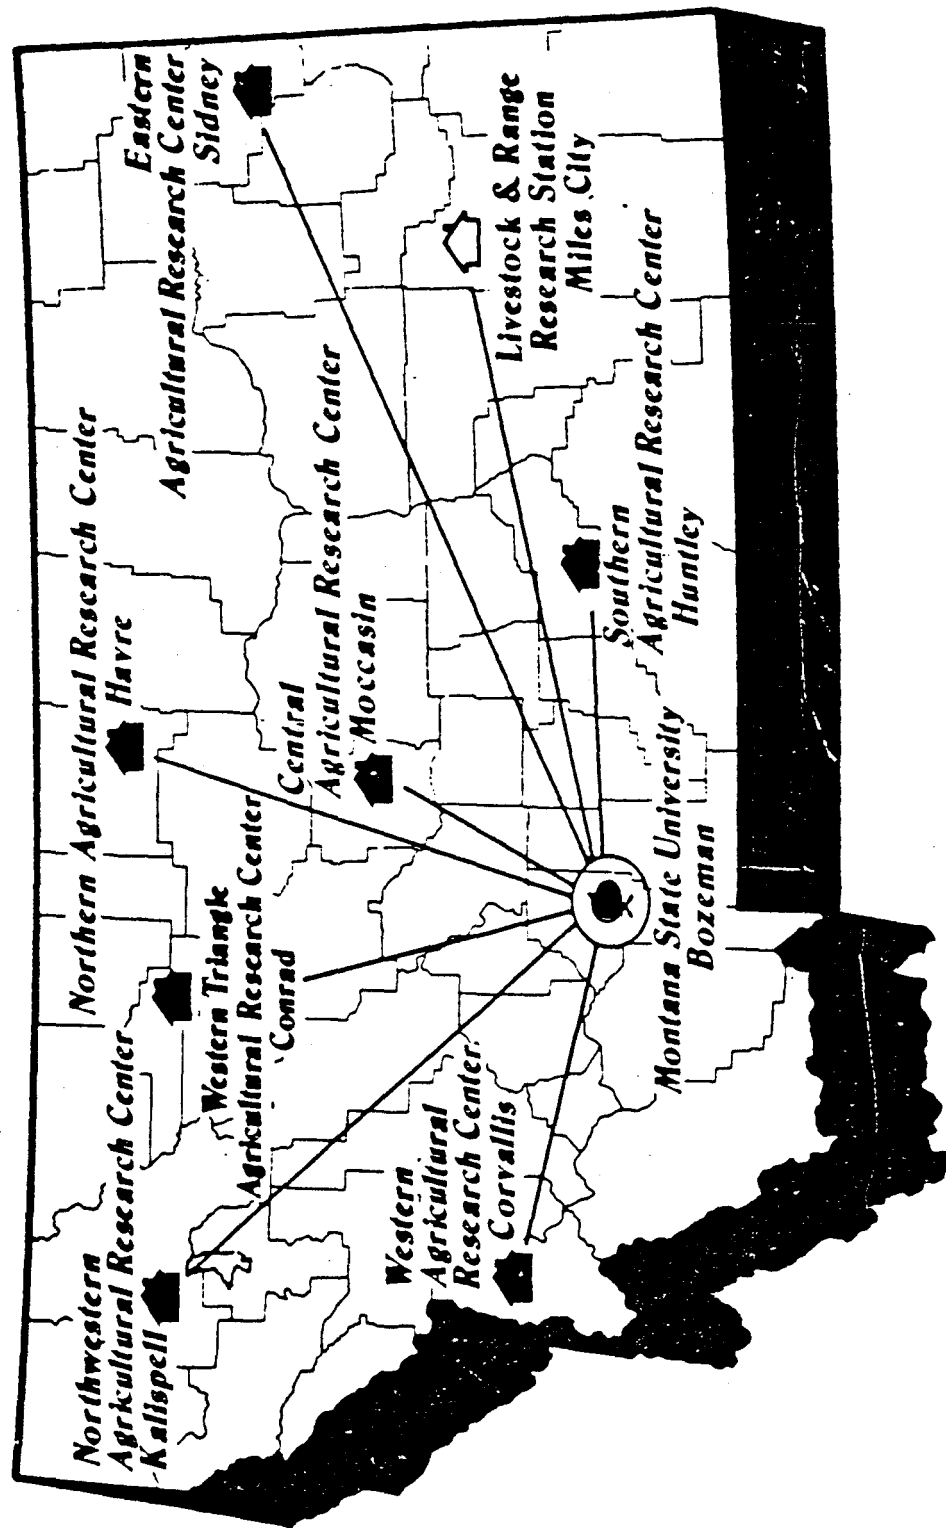 Northwestern
Agricultural Research Center
Kalispell
Northern Agricultural Research Center
Havre
Eastern
Agricultural Research Center
Sidney
Western Triangle
Agricultural Research Center
Conrad
Central
Agricultural Research Center
Moccasin
Western
Agricultural
Research Center
Corvallis
Livestock & Range
Research Station
Miles City
Southern
Agricultural Research Center
Huntley
Montana State University
Bozeman